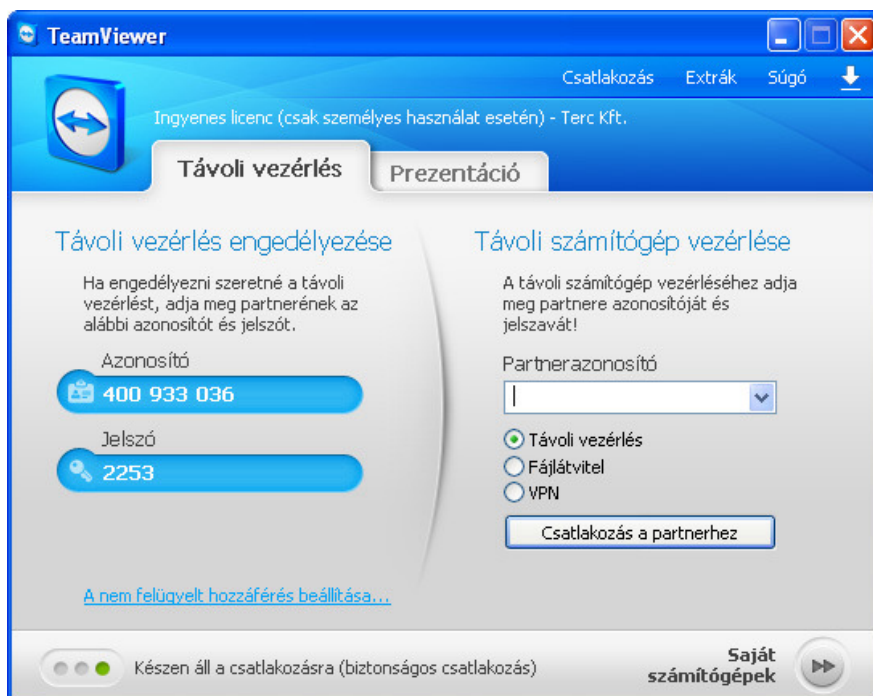 TeamViewer
Csatlakozás Extrák Súgó
Ingyenes licenc (csak személyes használat esetén) - Terc Kft.
Távoli vezérlés Prezentáció
Távoli vezérlés engedélyezése
Ha engedélyezni szeretné a távoli
vezérlést, adja meg partnerének az
alábbi azonosítót és jelszót.
Azonosító
400 933 036
Jelszó
2253
A nem felügyelt hozzáférés beállítása...
Távoli számítógép vezérlése
A távoli számítógép vezérléséhez adja
meg partnere azonosítóját és
jelszavát!
Partnerazonosító
Távoli vezérlés
Fájlátvitel
VPN
Csatlakozás a partnerhez
Készen áll a csatlakozásra (biztonságos csatlakozás)
Saját
számítógépek